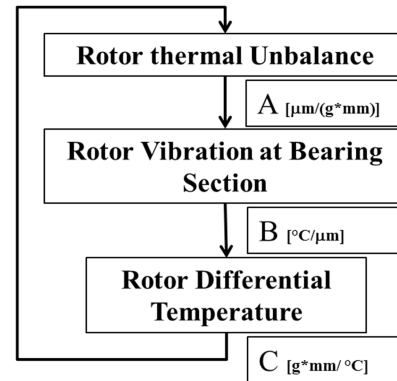 Rotor thermal Unbalance
A [μm/(g*mm)]
Rotor Vibration at Bearing
Section
B [°C/μm]
Rotor Differential
Temperature
C [g*mm/ °C]